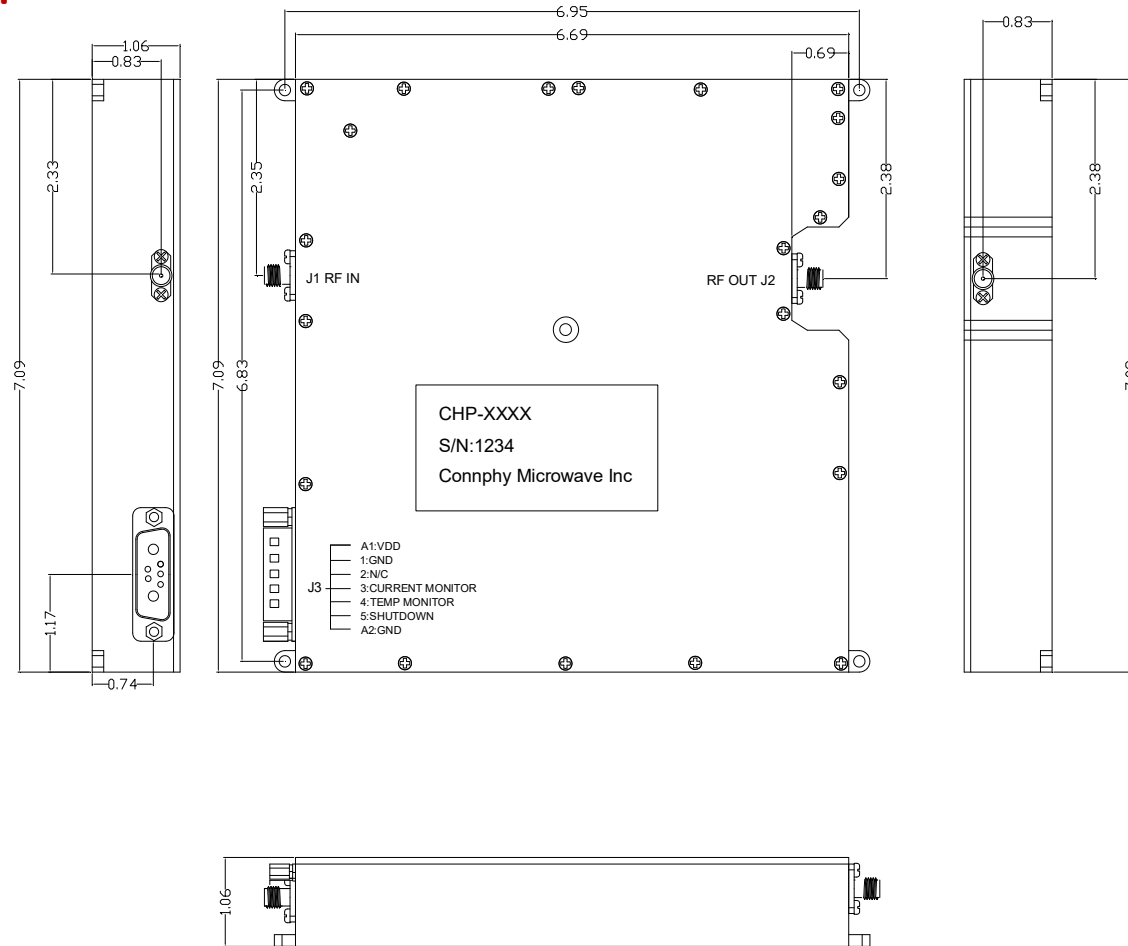 6.95
6.69
0.69
1.06
0.83
0.83
2.33
2.35
2.38
2.38
J1 RF IN
RF OUT J2
7.09
7.09
6.83
CHP-XXXX
S/N:1234
Connphy Microwave Inc
J3
A1:VDD
1:GND
2:N/C
3:CURRENT MONITOR
4:TEMP MONITOR
5:SHUTDOWN
A2:GND
1.17
0.74
1.06